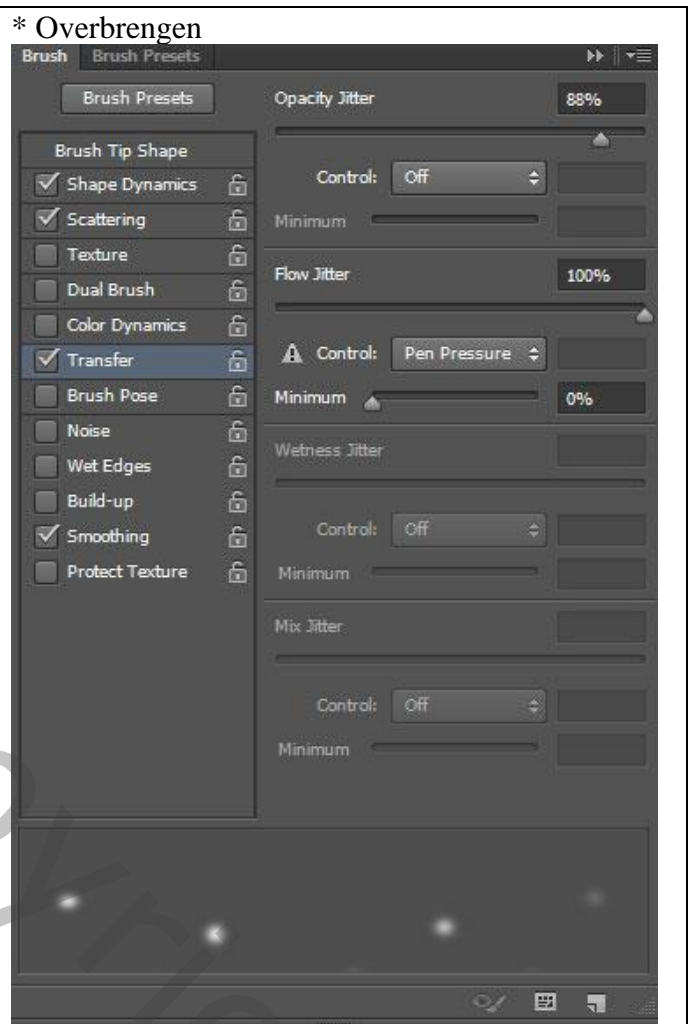 * Overbrengen
Brush Brush Presets
Brush Presets
Brush Tip Shape
Shape Dynamics
Scattering
Texture
Dual Brush
Color Dynamics
Transfer
Brush Pose
Noise
Wet Edges
Build-up
Smoothing
Protect Texture
Opacity Jitter 88%
Control: Off
Minimum
Flow Jitter 100%
Control: Pen Pressure
Minimum 0%
Wetness Jitter
Control: Off
Minimum
Mix Jitter
Control: Off
Minimum